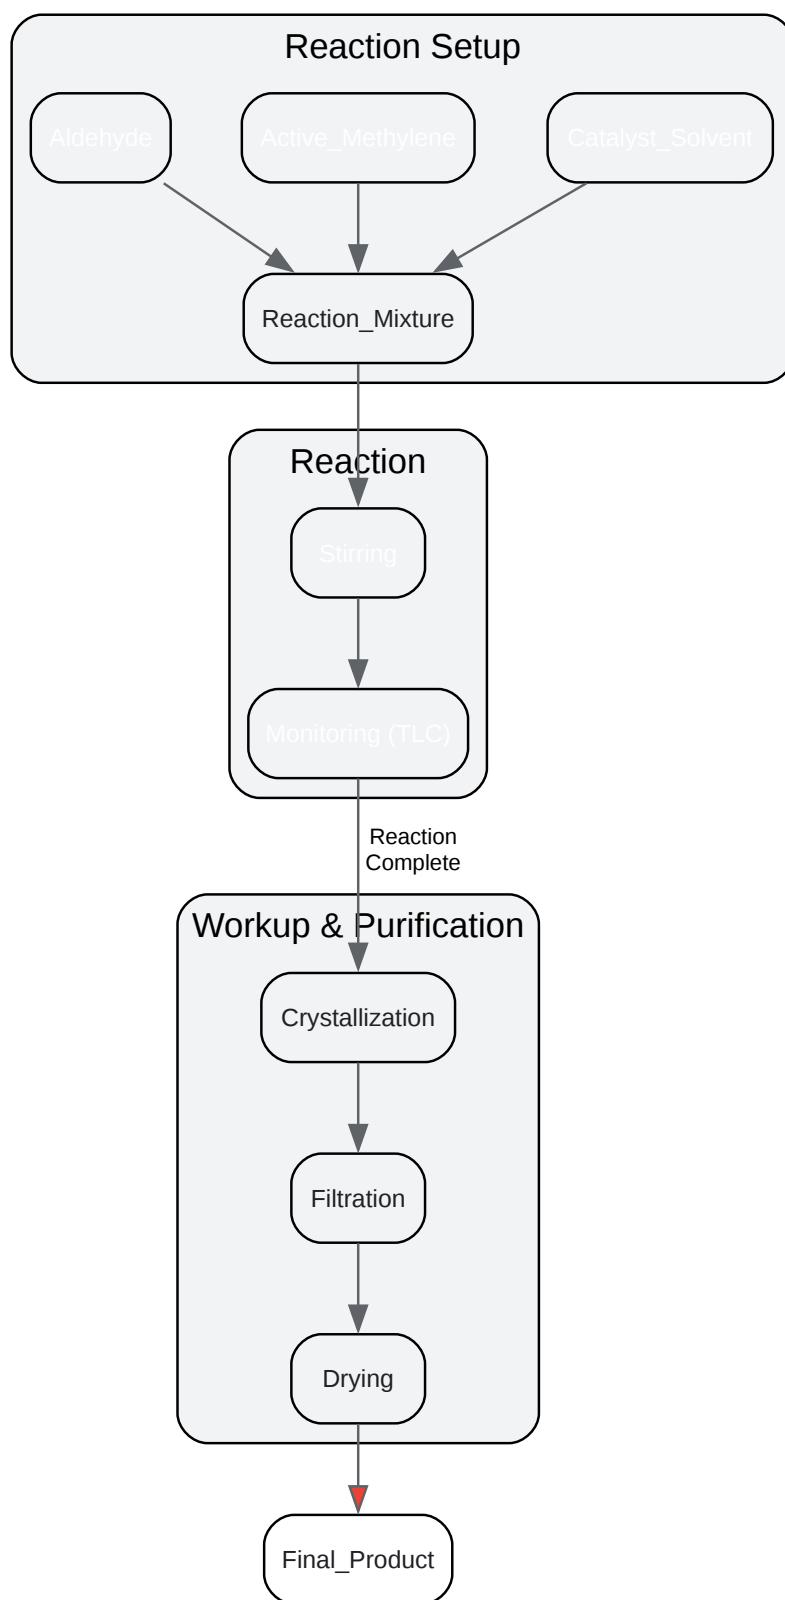 Reaction Setup
Aldehyde
Active_Methylene
Catalyst_Solvent
Reaction_Mixture
Reaction
Stirring
Monitoring (TLC)
Reaction
Complete
Workup & Purification
Crystallization
Filtration
Drying
Final_Product